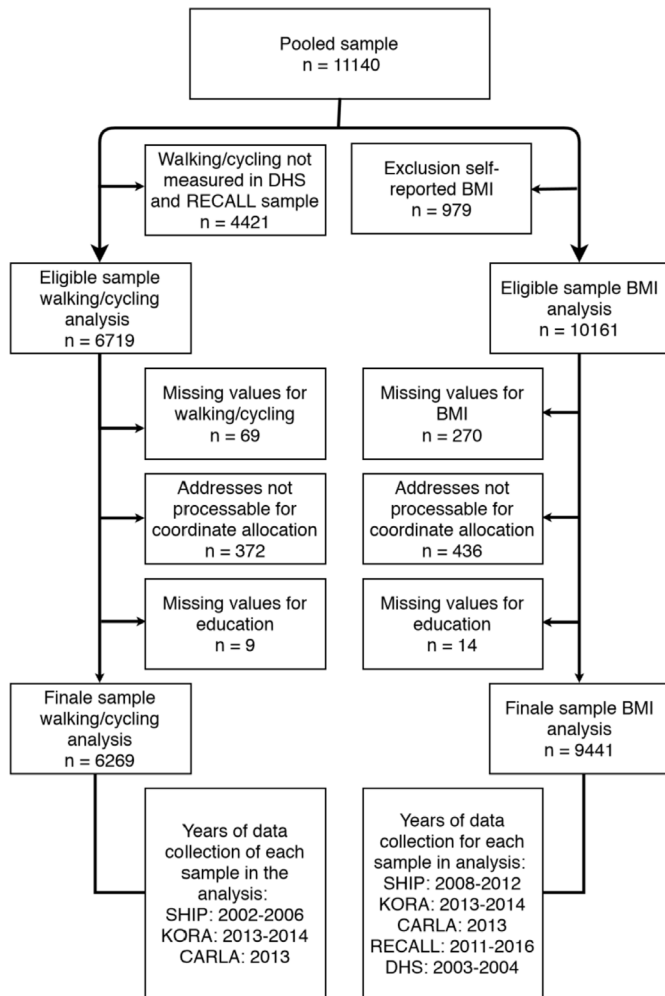 Pooled sample
n = 11140
Walking/cycling not
measured in DHS
and RECALL sample
n = 4421
Exclusion self-
reported BMI
n = 979
Eligible sample
walking/cycling
analysis
n = 6719
Eligible sample BMI
analysis
n = 10161
Missing values for
walking/cycling
n = 69
Missing values for
BMI
n = 270
Addresses not
processable for
coordinate allocation
n = 372
Addresses not
processable for
coordinate allocation
n = 436
Missing values for
education
n = 9
Missing values for
education
n = 14
Finale sample
walking/cycling
analysis
n = 6269
Finale sample BMI
analysis
n = 9441
Years of data
collection of each
sample in the
analysis:
SHIP: 2002-2006
KORA: 2013-2014
CARLA: 2013
Years of data
collection for each
sample in analysis:
SHIP: 2008-2012
KORA: 2013-2014
CARLA: 2013
RECALL: 2011-2016
DHS: 2003-2004